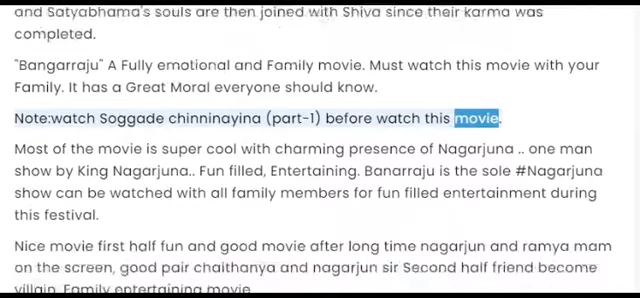 and Satyabhama's souls are then joined with Shiva since their karma was
completed.
"Bangarraju" A Fully emotional and Family movie. Must watch this movie with your
Family. It has a Great Moral everyone should know.
Note:watch Soggade chinninayina (part-1) before watch this movie.
Most of the movie is super cool with charming presence of Nagarjuna .. one man
show by King Nagarjuna.. Fun filled, Entertaining. Banarraju is the sole #Nagarjuna
show can be watched with all family members for fun filled entertainment during
this festival.
Nice movie first half fun and good movie after long time nagarjun and ramya mam
on the screen, good pair chaithanya and nagarjun sir Second half friend become
villain. Family entertaining movie